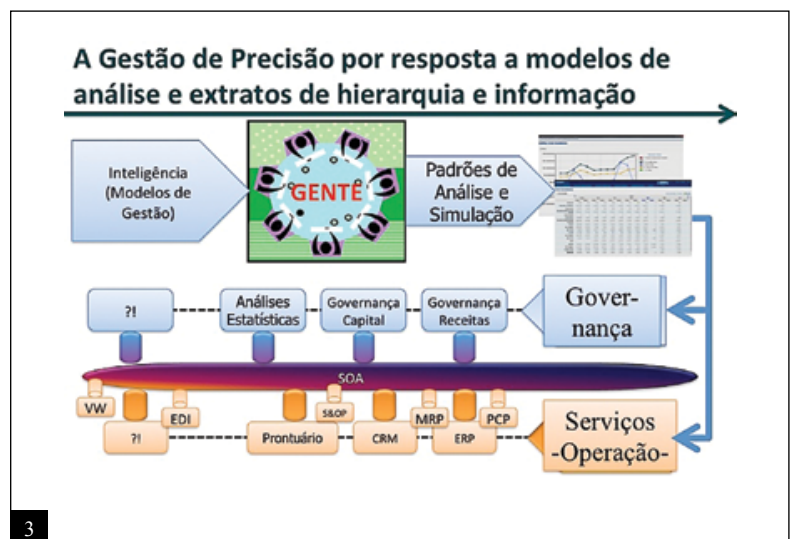 A Gestão de Precisão por resposta a modelos de
análise e extratos de hierarquia e informação
Inteligência
(Modelos de
Gestão)
GENTE
Padrões de
Análise e
Simulação
?!
Análises
Estatísticas
Governança
Capital
Governança
Receitas
Gover-
nança
SOA
VW
?!
EDI
Prontuário
S&OP
CRM
MRP
ERP
PCP
Serviços
-Operação-
3